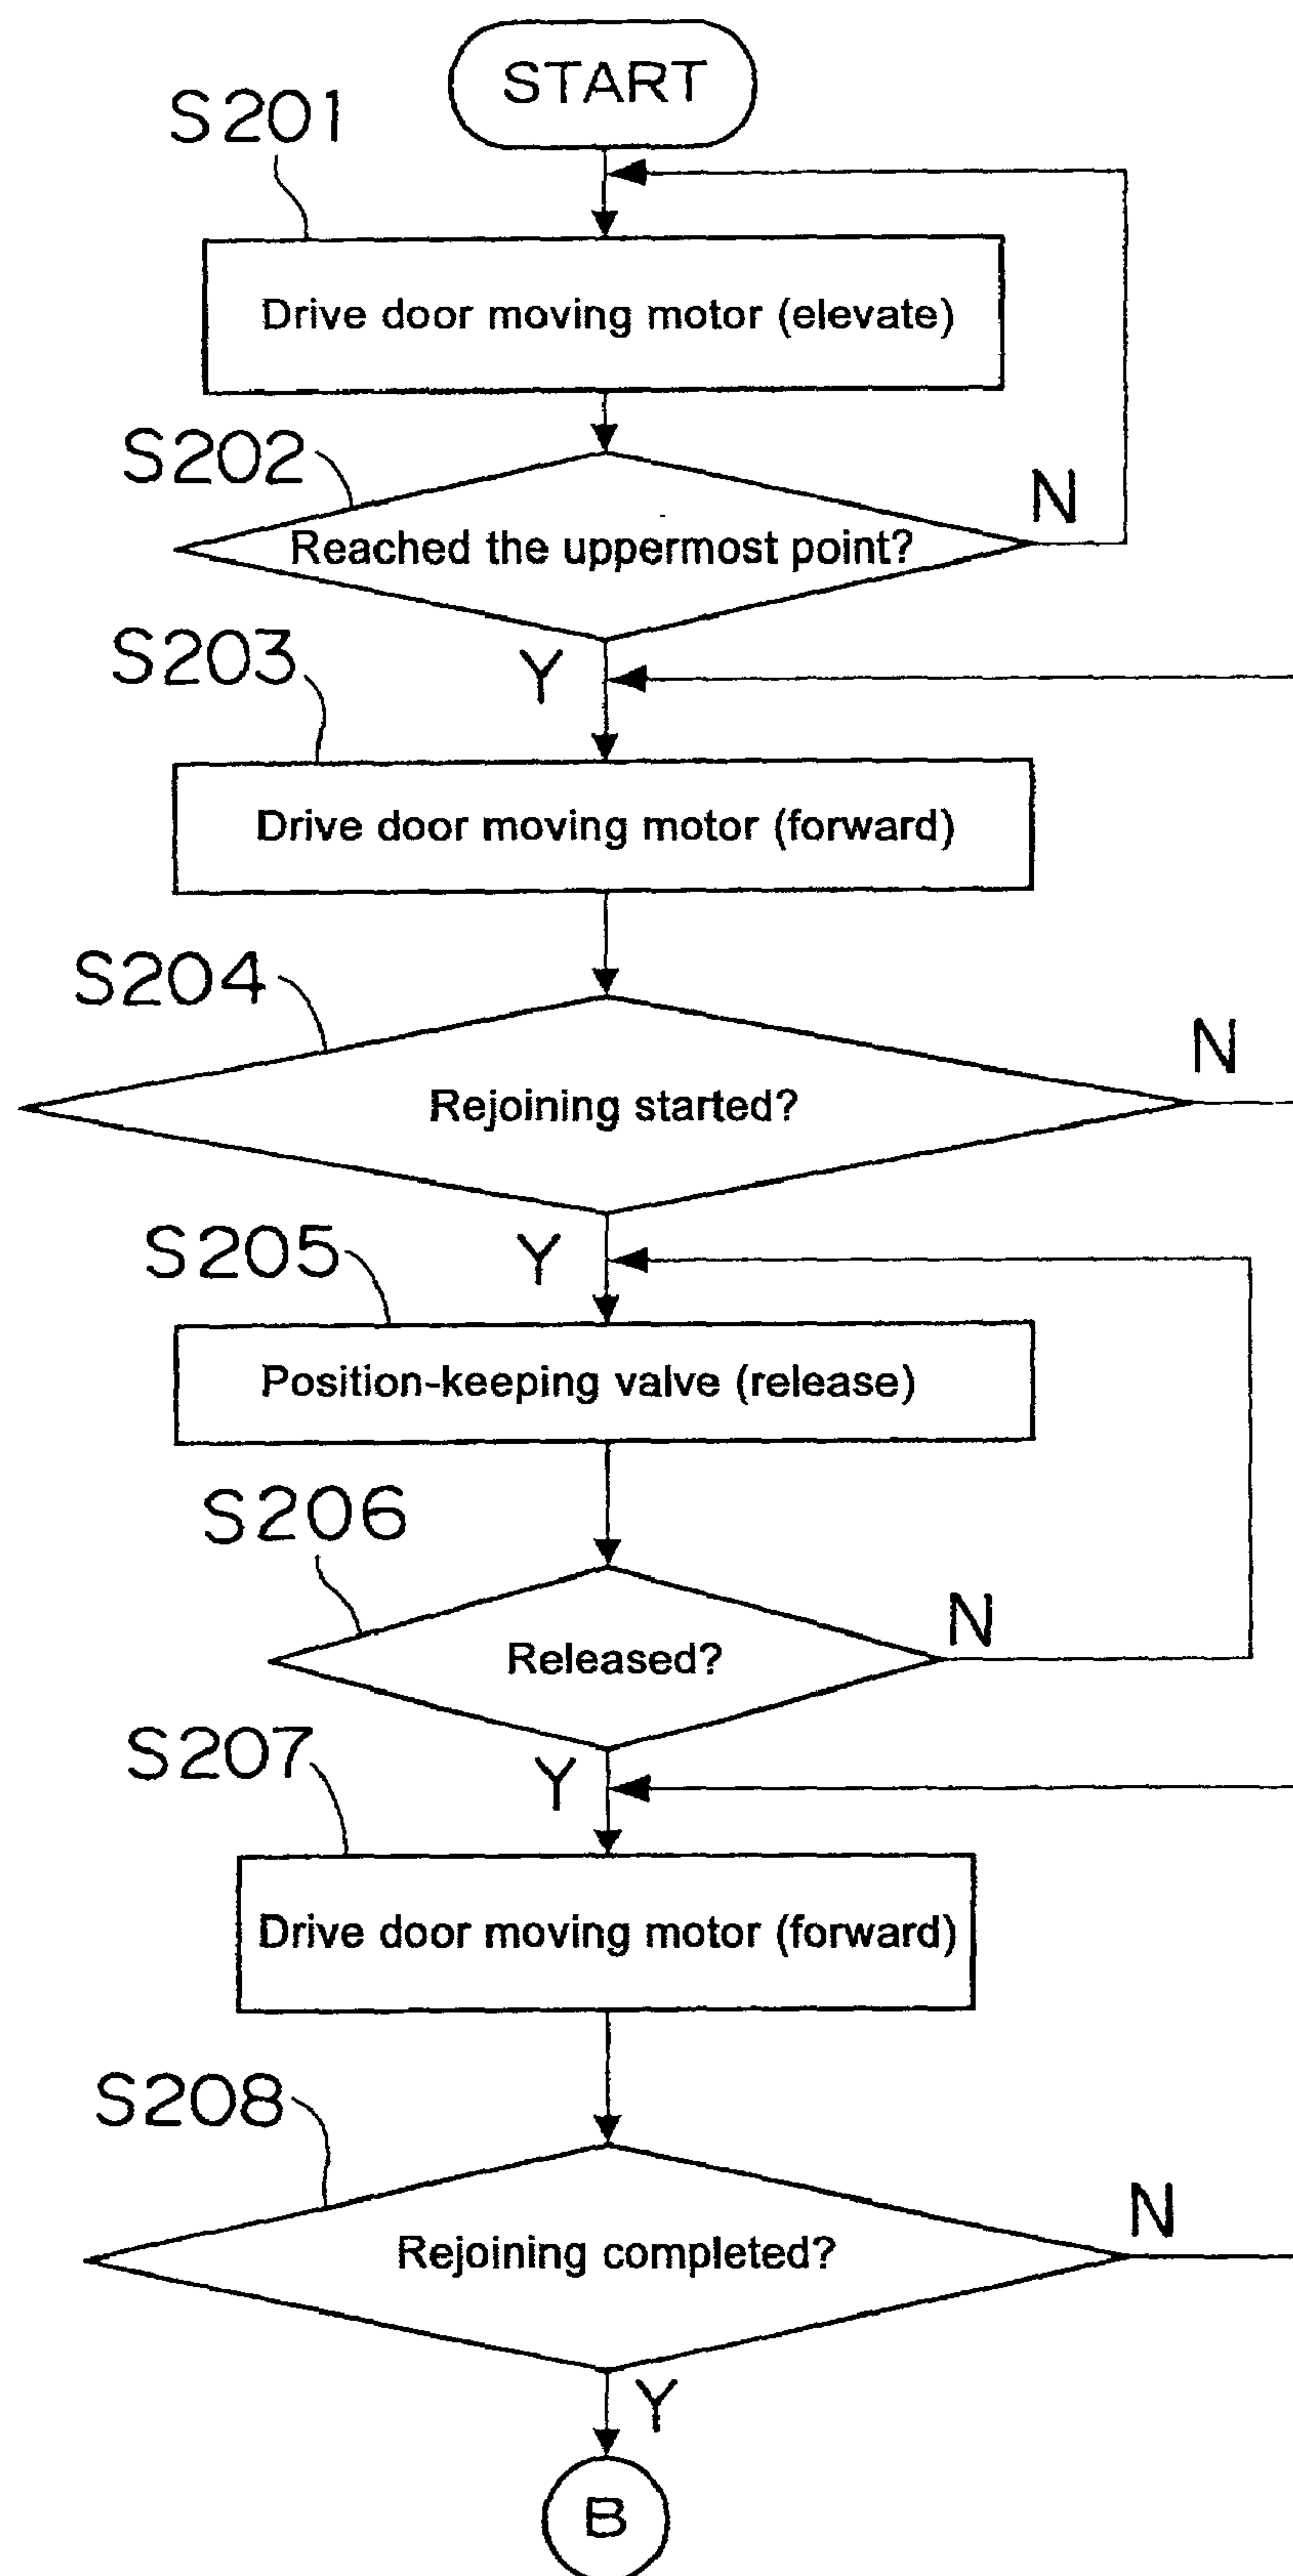 START
S201
Drive door moving motor (elevate)
S202
N
Reached the uppermost point?
Y
S203
Drive door moving motor (forward)
S204
N
Rejoining started?
Y
S205
Position-keeping valve (release)
S206
N
Released?
Y
S207
Drive door moving motor (forward)
S208
N
Rejoining completed?
Y
B